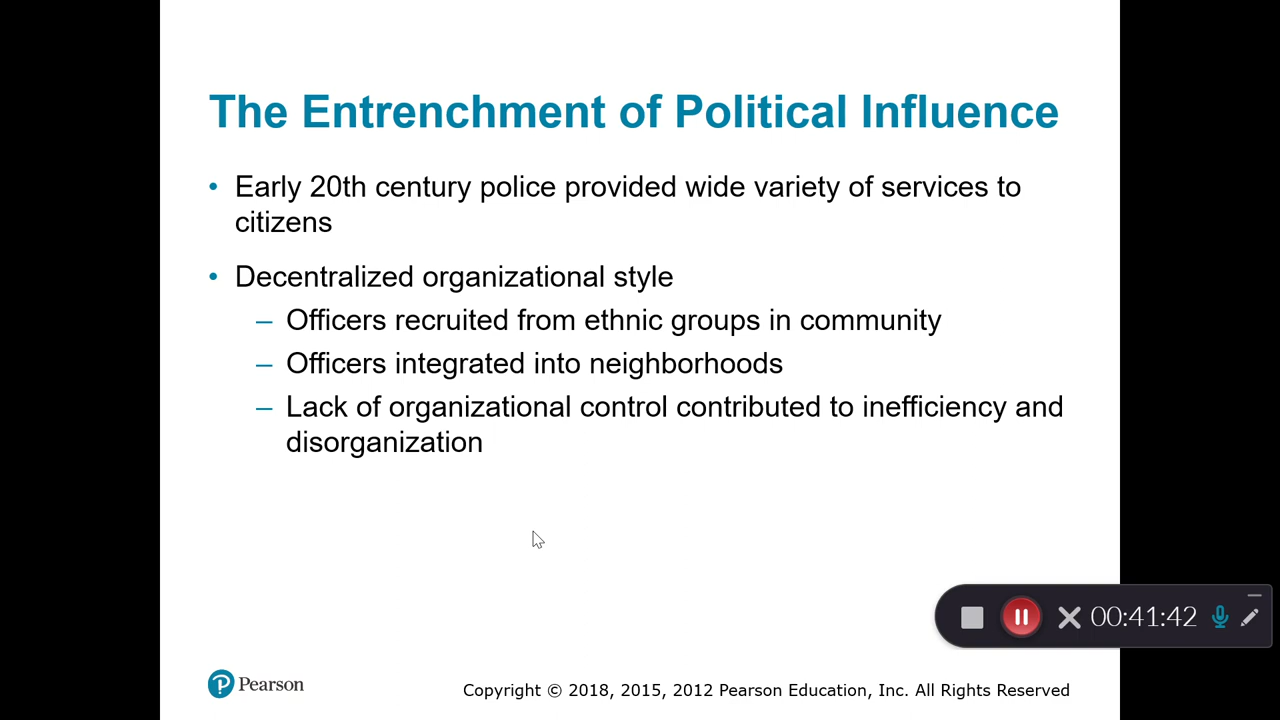 The Entrenchment of Political Influence
• Early 20th century police provided wide variety of services to
citizens
• Decentralized organizational style
– Officers recruited from ethnic groups in community
– Officers integrated into neighborhoods
– Lack of organizational control contributed to inefficiency and
disorganization
00:41:42
Pearson
Copyright © 2018, 2015, 2012 Pearson Education, Inc. All Rights Reserved